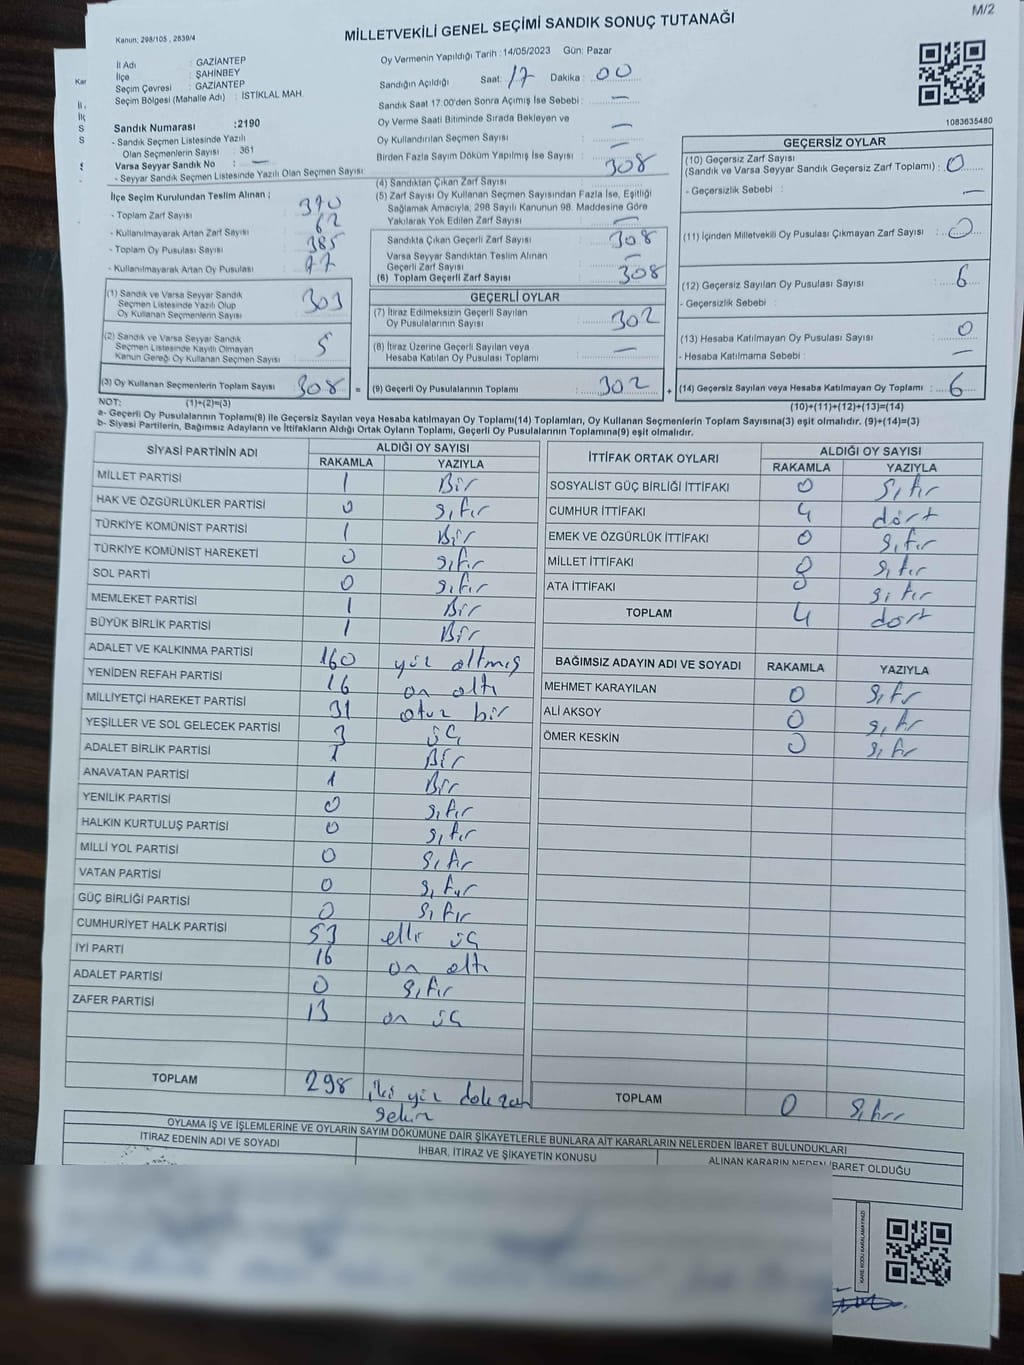 M/2
Kanun: 298/105 , 2839/4
MİLLETVEKİLİ GENEL SEÇİMİ SANDIK SONUÇ TUTANAĞI
İl Adı : GAZİANTEP
İlçe : ŞAHİNBEY
Seçim Çevresi : GAZİANTEP
Seçim Bölgesi (Mahalle Adı) : İSTİKLAL MAH.
Sandık Numarası :2190
- Sandık Seçmen Listesinde Yazılı
Olan Seçmenlerin Sayısı : 361
Varsa Seyyar Sandık No : —
- Seyyar Sandık Seçmen Listesinde Yazılı Olan Seçmen Sayısı:
Oy Vermenin Yapıldığı Tarih : 14/05/2023 Gün: Pazar
Sandığın Açıldığı Saat: 17 Dakika : 00
Sandık Saat 17.00'den Sonra Açımış İse Sebebi : —
Oy Verme Saati Bitiminde Sırada Bekleyen ve
Oy Kullandırılan Seçmen Sayısı : —
Birden Fazla Sayım Döküm Yapılmış İse Sayısı : —
1083635480
İlçe Seçim Kurulundan Teslim Alınan ;
- Toplam Zarf Sayısı : 370
- Kullanılmayarak Artan Zarf Sayısı : 62
- Toplam Oy Pusulası Sayısı : 385
- Kullanılmayarak Artan Oy Pusulası : 77
(4) Sandıktan Çıkan Zarf Sayısı : 308
(5) Zarf Sayısı Oy Kullanan Seçmen Sayısından Fazla İse, Eşitliği
Sağlamak Amacıyla, 298 Sayılı Kanunun 98. Maddesine Göre
Yakılarak Yok Edilen Zarf Sayısı : —
Sandıkta Çıkan Geçerli Zarf Sayısı : 308
Varsa Seyyar Sandıktan Teslim Alınan
Geçerli Zarf Sayısı : —
(6) Toplam Geçerli Zarf Sayısı : 308
GEÇERSİZ OYLAR
(10) Geçersiz Zarf Sayısı
(Sandık ve Varsa Seyyar Sandık Geçersiz Zarf Toplamı) : 0
- Geçersizlik Sebebi : —
(11) İçinden Milletvekili Oy Pusulası Çıkmayan Zarf Sayısı : 0
(12) Geçersiz Sayılan Oy Pusulası Sayısı : 6
- Geçersizlik Sebebi :
(13) Hesaba Katılmayan Oy Pusulası Sayısı : 0
- Hesaba Katılmama Sebebi : —
(1) Sandık ve Varsa Seyyar Sandık
Seçmen Listesinde Yazılı Olup
Oy Kullanan Seçmenlerin Sayısı : 303
(2) Sandık ve Varsa Seyyar Sandık
Seçmen Listesinde Kayıtlı Olmayan
Kanun Gereği Oy Kullanan Seçmen Sayısı : 5
GEÇERLİ OYLAR
(7) İtiraz Edilmeksizin Geçerli Sayılan
Oy Pusulalarının Sayısı : 302
(8) İtiraz Üzerine Geçerli Sayılan veya
Hesaba Katılan Oy Pusulası Toplamı : —
(3) Oy Kullanan Seçmenlerin Toplam Sayısı : 308 = (9) Geçerli Oy Pusulalarının Toplamı : 302 + (14) Geçersiz Sayılan veya Hesaba Katılmayan Oy Toplamı : 6
NOT: (1)+(2)=(3) (10)+(11)+(12)+(13)=(14)
a- Geçerli Oy Pusulalarının Toplamı(9) ile Geçersiz Sayılan veya Hesaba katılmayan Oy Toplamı(14) Toplamları, Oy Kullanan Seçmenlerin Toplam Sayısına(3) eşit olmalıdır. (9)+(14)=(3)
b- Siyasi Partilerin, Bağımsız Adayların ve İttifakların Aldığı Ortak Oyların Toplamı, Geçerli Oy Pusulalarının Toplamına(9) eşit olmalıdır.
SİYASİ PARTİNİN ADI ALDIĞI OY SAYISI
RAKAMLA YAZIYLA
MİLLET PARTİSİ 1 Bir
HAK VE ÖZGÜRLÜKLER PARTİSİ 0 Sıfır
TÜRKİYE KOMÜNİST PARTİSİ 1 Bir
TÜRKİYE KOMÜNİST HAREKETİ 0 Sıfır
SOL PARTİ 0 Sıfır
MEMLEKET PARTİSİ 1 Bir
BÜYÜK BİRLİK PARTİSİ 1 Bir
ADALET VE KALKINMA PARTİSİ 160 yüz altmış
YENİDEN REFAH PARTİSİ 16 on altı
MİLLİYETÇİ HAREKET PARTİSİ 31 otuz bir
YEŞİLLER VE SOL GELECEK PARTİSİ 3 üç
ADALET BİRLİK PARTİSİ 1 Bir
ANAVATAN PARTİSİ 1 Bir
YENİLİK PARTİSİ 0 Sıfır
HALKIN KURTULUŞ PARTİSİ 0 Sıfır
MİLLİ YOL PARTİSİ 0 Sıfır
VATAN PARTİSİ 0 Sıfır
GÜÇ BİRLİĞİ PARTİSİ 0 Sıfır
CUMHURİYET HALK PARTİSİ 53 elli üç
İYİ PARTİ 16 on altı
ADALET PARTİSİ 0 Sıfır
ZAFER PARTİSİ 13 on üç
TOPLAM 298 iki yüz doksan
sekiz
İTTİFAK ORTAK OYLARI ALDIĞI OY SAYISI
RAKAMLA YAZIYLA
SOSYALİST GÜÇ BİRLİĞİ İTTİFAKI 0 Sıfır
CUMHUR İTTİFAKI 4 dört
EMEK VE ÖZGÜRLÜK İTTİFAKI 0 Sıfır
MİLLET İTTİFAKI 0 Sıfır
ATA İTTİFAKI 0 Sıfır
TOPLAM 4 dört
BAĞIMSIZ ADAYIN ADI VE SOYADI RAKAMLA YAZIYLA
MEHMET KARAYILAN 0 Sıfır
ALİ AKSOY 0 Sıfır
ÖMER KESKİN 0 Sıfır
TOPLAM 0 Sıfır
OYLAMA İŞ VE İŞLEMLERİNE VE OYLARIN SAYIM DÖKÜMÜNE DAİR ŞİKAYETLERLE BUNLARA AİT KARARLARIN NELERDEN İBARET BULUNDUKLARI
İTİRAZ EDENİN ADI VE SOYADI İHBAR, İTİRAZ VE ŞİKAYETİN KONUSU ALINAN KARARIN NEDEN İBARET OLDUĞU
KARE KODU KARALAMAYINIZ